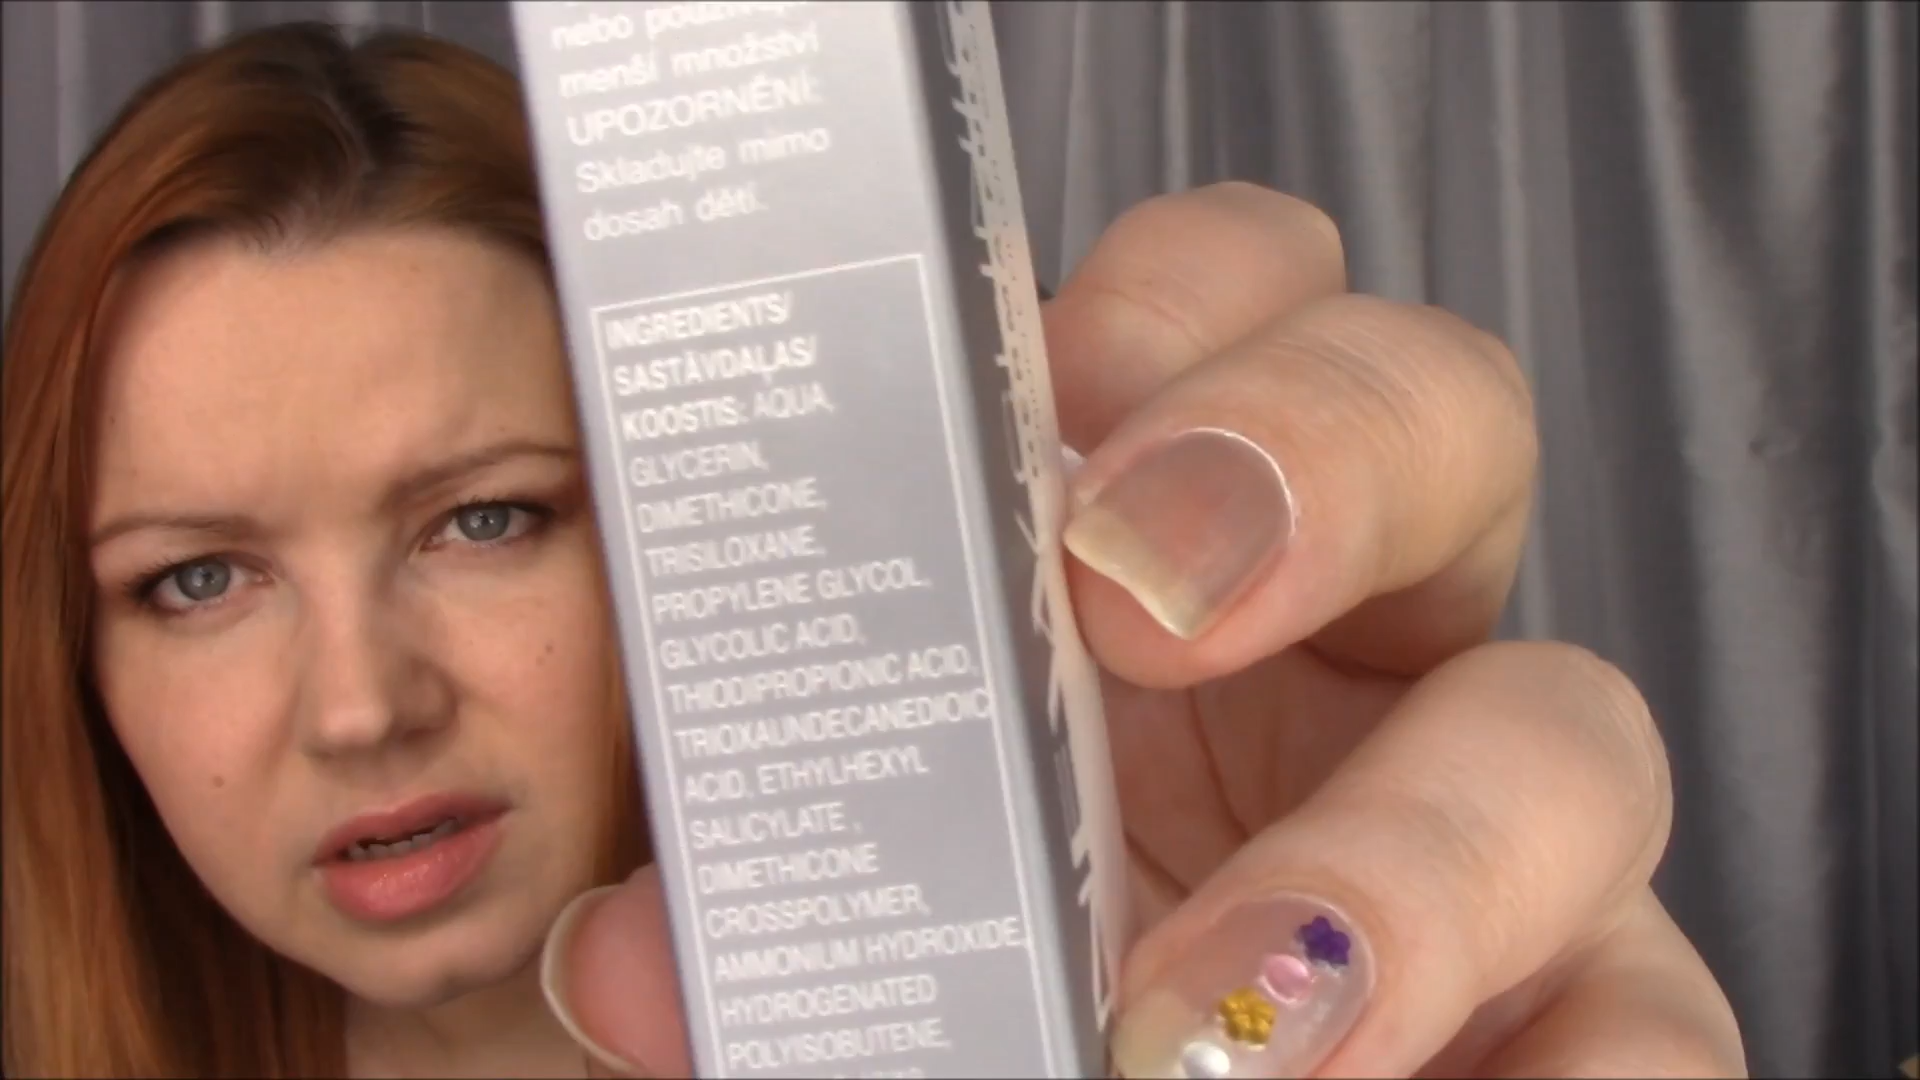 nebo
menší množství
UPOZORNĚNÍ:
Skladujte mimo
dosah dětí.
INGREDIENTS/
SASTĀVDAĻAS/
KOOSTIS: AQUA,
GLYCERIN,
DIMETHICONE,
TRISILOXANE,
PROPYLENE GLYCOL,
GLYCOLIC ACID,
THIODIPROPIONIC ACID,
TRIOXAUNDECANEDIOIC
ACID, ETHYLHEXYL
SALICYLATE ,
DIMETHICONE
CROSSPOLYMER,
AMMONIUM HYDROXIDE,
HYDROGENATED
POLYISOBUTENE,